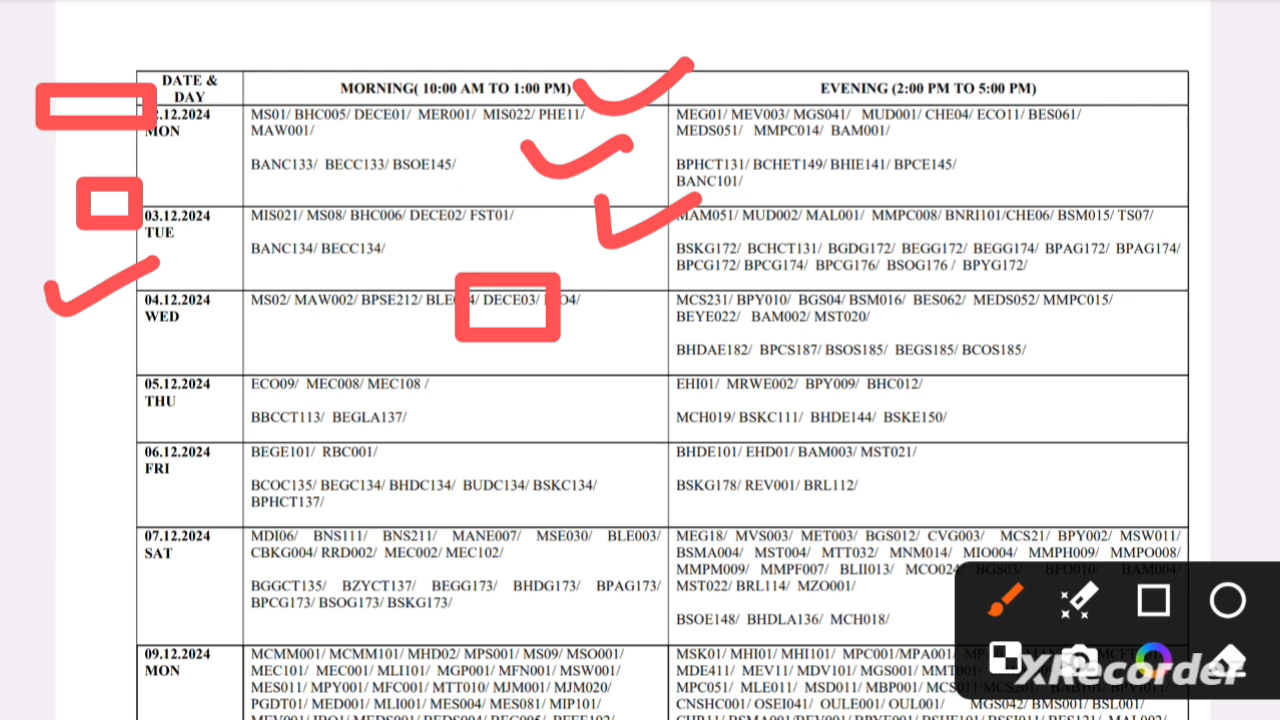 DATE & DAY
MORNING( 10:00 AM TO 1:00 PM)
EVENING (2:00 PM TO 5:00 PM)
.12.2024
MON
MS01/ BHC005/ DECE01/ MER001/ MIS022/ PHE11/
MAW001/
BANC133/ BECC133/ BSOE145/
MEG01/ MEV003/ MGS041/ MUD001/ CHE04/ ECO11/ BES061/
MEDS051/ MMPC014/ BAM001/
BPHCT131/ BCHET149/ BHIE141/ BPCE145/
BANC101/
03.12.2024
TUE
MIS021/ MS08/ BHC006/ DECE02/ FST01/
BANC134/ BECC134/
MAM051/ MUD002/ MAL001/ MMPC008/ BNRI101/CHE06/ BSM015/ TS07/
BSKG172/ BCHCT131/ BGDG172/ BEGG172/ BEGG174/ BPAG172/ BPAG174/
BPCG172/ BPCG174/ BPCG176/ BSOG176 / BPYG172/
04.12.2024
WED
MS02/ MAW002/ BPSE212/ DECE03/
MCS231/ BPY010/ BGS04/ BSM016/ BES062/ MEDS052/ MMPC015/
BEYE022/ BAM002/ MST020/
BHDAE182/ BPCS187/ BSOS185/ BEGS185/ BCOS185/
05.12.2024
THU
ECO09/ MEC008/ MEC108 /
BBCCT113/ BEGLA137/
EHI01/ MRWE002/ BPY009/ BHC012/
MCH019/ BSKC111/ BHDE144/ BSKE150/
06.12.2024
FRI
BEGE101/ RBC001/
BCOC135/ BEGC134/ BHDC134/ BUDC134/ BSKC134/
BPHCT137/
BHDE101/ EHD01/ BAM003/ MST021/
BSKG178/ REV001/ BRL112/
07.12.2024
SAT
MDI06/ BNS111/ BNS211/ MANE007/ MSE030/ BLE003/
CBKG004/ RRD002/ MEC002/ MEC102/
BGGCT135/ BZYCT137/ BEGG173/ BHDG173/ BPAG173/
BPCG173/ BSOG173/ BSKG173/
MEG18/ MVS003/ MET003/ BGS012/ CVG003/ MCS21/ BPY002/ MSW011/
BSMA004/ MST004/ MTT032/ MNM014/ MIO004/ MMPH009/ MMPO008/
MMPM009/ MMPF007/ BLII013/ MCO024
MST022/ BRL114/ MZO001/
BSOE148/ BHDLA136/ MCH018/
09.12.2024
MON
MCMM001/ MCMM101/ MHD02/ MPS001/ MS09/ MSO001/
MFC101/ MEC001/ MLI101/ MGP001/ MFN001/ MSW001/
MES011/ MPY001/ MFC001/ MTT010/ MJM001/ MJM020/
PGDT01/ MED001/ MLI001/ MES004/ MES081/ MIP101/
MSK01/ MHI01/ MHI101/ MPC001/MPA001/
MDE411/ MEV11/ MDV101/ MGS001/
MPC051/ MLE011/ MSD011/ MBP001/
CNSHC001/ OSEI041/ OULE001/ OUL001/ MGS042/ BMS001/ BSL001/
XRecorder